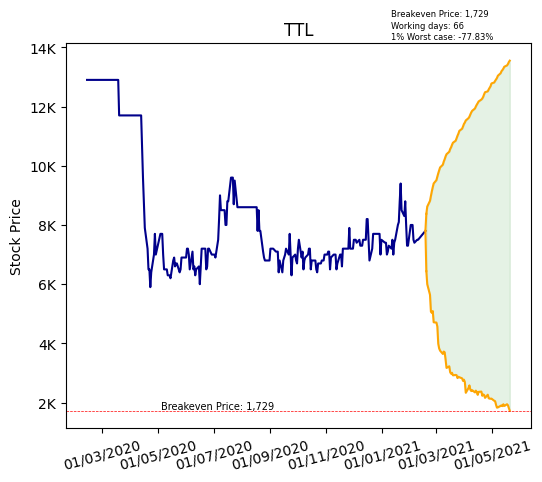 Breakeven Price: 1,729
Working days: 66
1% Worst case: -77.83%
TTL
Stock Price
14K
12K
10K
8K
6K
4K
2K
Breakeven Price: 1,729
01/03/2020
01/05/2020
01/07/2020
01/09/2020
01/11/2020
01/01/2021
01/03/2021
01/05/2021